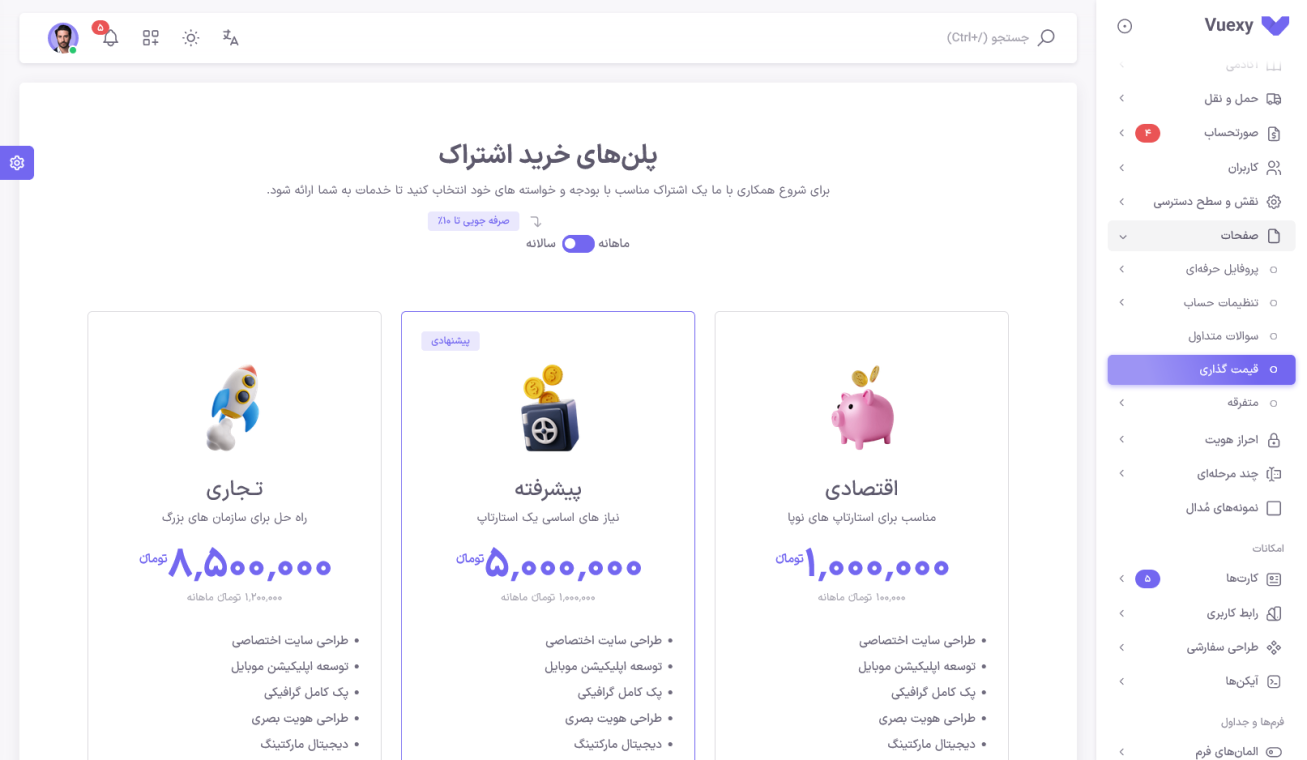 Vuexy
آکادمی
حمل و نقل
صورتحساب
۴
کاربران
نقش و سطح دسترسی
صفحات
پروفایل حرفه‌ای
تنظیمات حساب
سوالات متداول
قیمت گذاری
متفرقه
احراز هویت
چند مرحله‌ای
نمونه‌های مُدال
امکانات
کارت‌ها
۵
رابط کاربری
طراحی سفارشی
آیکن‌ها
فرم‌ها و جداول
المان‌های فرم
جستجو (/+Ctrl)
۵
پلن‌های خرید اشتراک
برای شروع همکاری با ما یک اشتراک مناسب با بودجه و خواسته های خود انتخاب کنید تا خدمات به شما ارائه شود.
صرفه جویی تا ۱۰٪
ماهانه
سالانه
اقتصادی
مناسب برای استارتاپ های نوپا
۱,۰۰۰,۰۰۰ تومان
۱۰۰,۰۰۰ تومان ماهانه
طراحی سایت اختصاصی
توسعه اپلیکیشن موبایل
پک کامل گرافیکی
طراحی هویت بصری
دیجیتال مارکتینگ
پیشنهادی
پیشرفته
نیاز های اساسی یک استارتاپ
۵,۰۰۰,۰۰۰ تومان
۱,۰۰۰,۰۰۰ تومان ماهانه
طراحی سایت اختصاصی
توسعه اپلیکیشن موبایل
پک کامل گرافیکی
طراحی هویت بصری
دیجیتال مارکتینگ
تـجاری
راه حل برای سازمان های بزرگ
۸,۵۰۰,۰۰۰ تومان
۱,۲۰۰,۰۰۰ تومان ماهانه
طراحی سایت اختصاصی
توسعه اپلیکیشن موبایل
پک کامل گرافیکی
طراحی هویت بصری
دیجیتال مارکتینگ